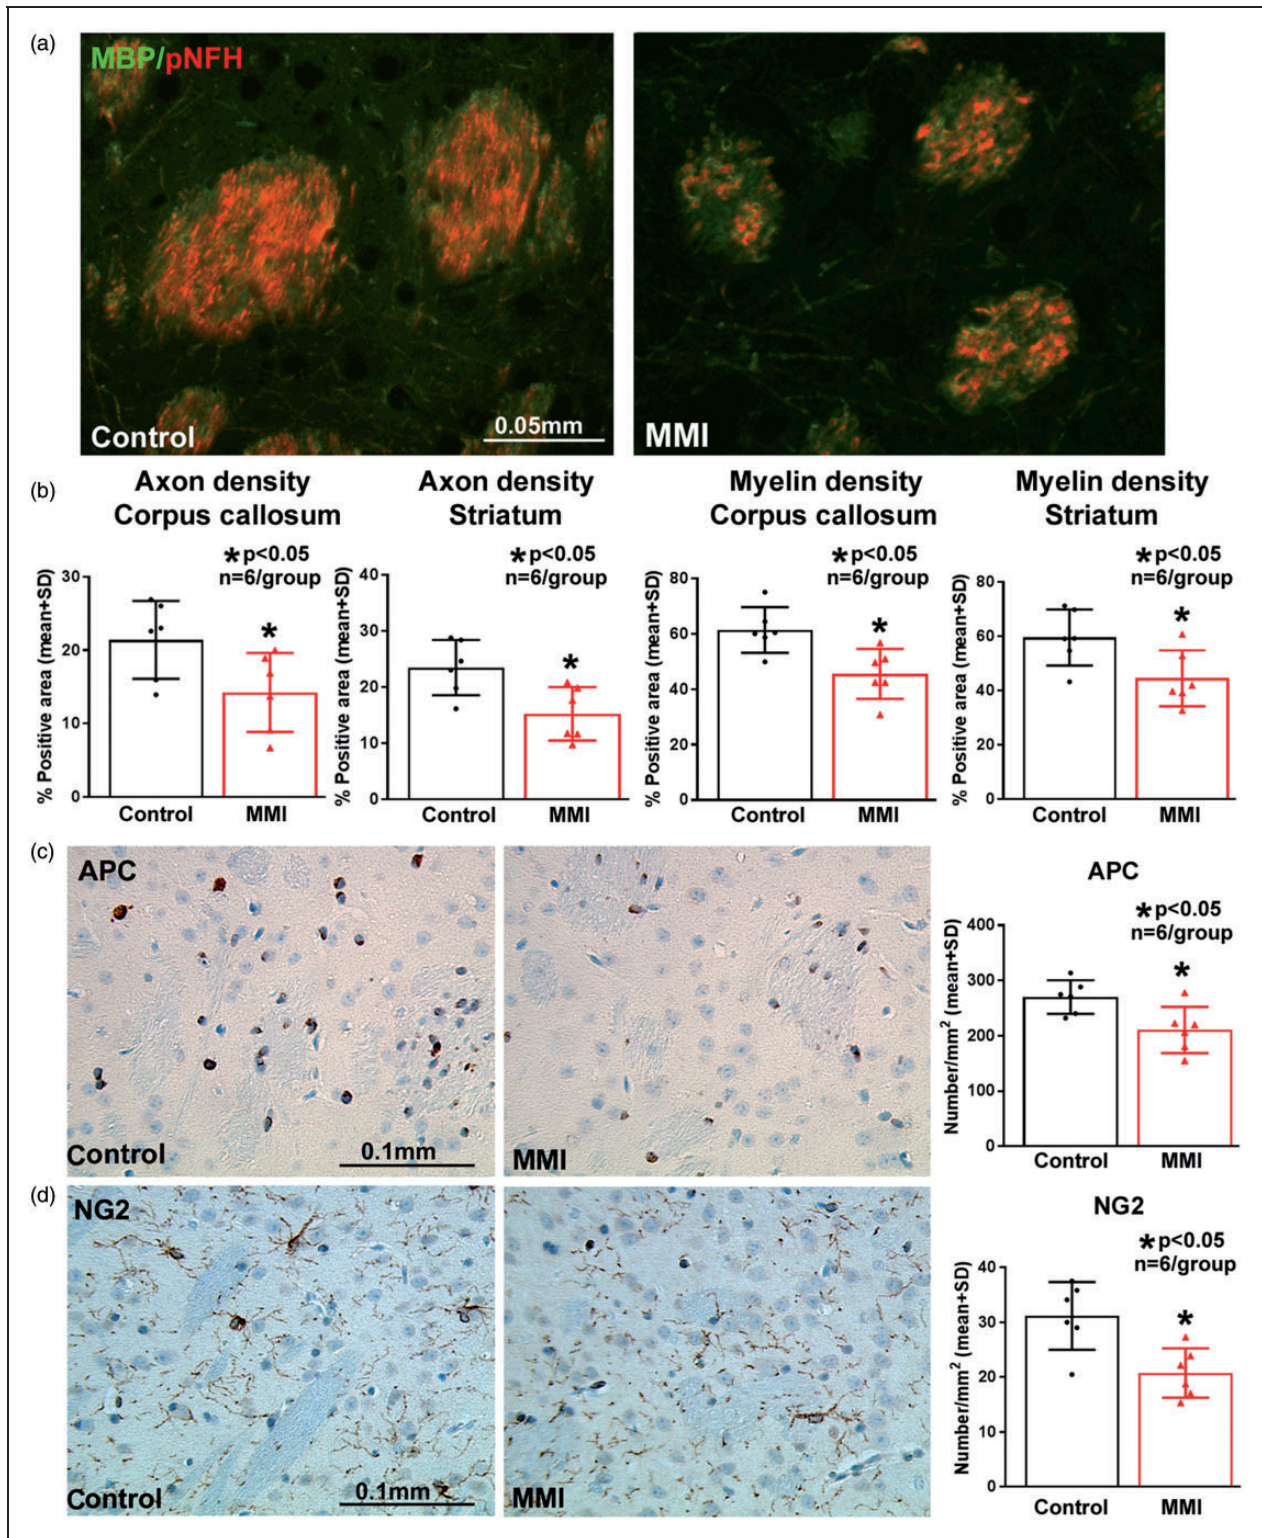 (a)
MBP/pNFH
Control
0.05mm
MMI
(b)
Axon density
Corpus callosum
* p<0.05
n=6/group
% Positive area (mean+SD)
30
20
10
0
Control
MMI
*
Axon density
Striatum
* p<0.05
n=6/group
% Positive area (mean+SD)
40
30
20
10
0
Control
MMI
*
Myelin density
Corpus callosum
* p<0.05
n=6/group
% Positive area (mean+SD)
80
60
40
20
0
Control
MMI
*
Myelin density
Striatum
* p<0.05
n=6/group
% Positive area (mean+SD)
80
60
40
20
0
Control
MMI
*
(c)
APC
Control
0.1mm
MMI
APC
* p<0.05
n=6/group
Number/mm² (mean+SD)
400
300
200
100
0
Control
MMI
*
(d)
NG2
Control
0.1mm
MMI
NG2
* p<0.05
n=6/group
Number/mm² (mean+SD)
40
30
20
10
0
Control
MMI
*